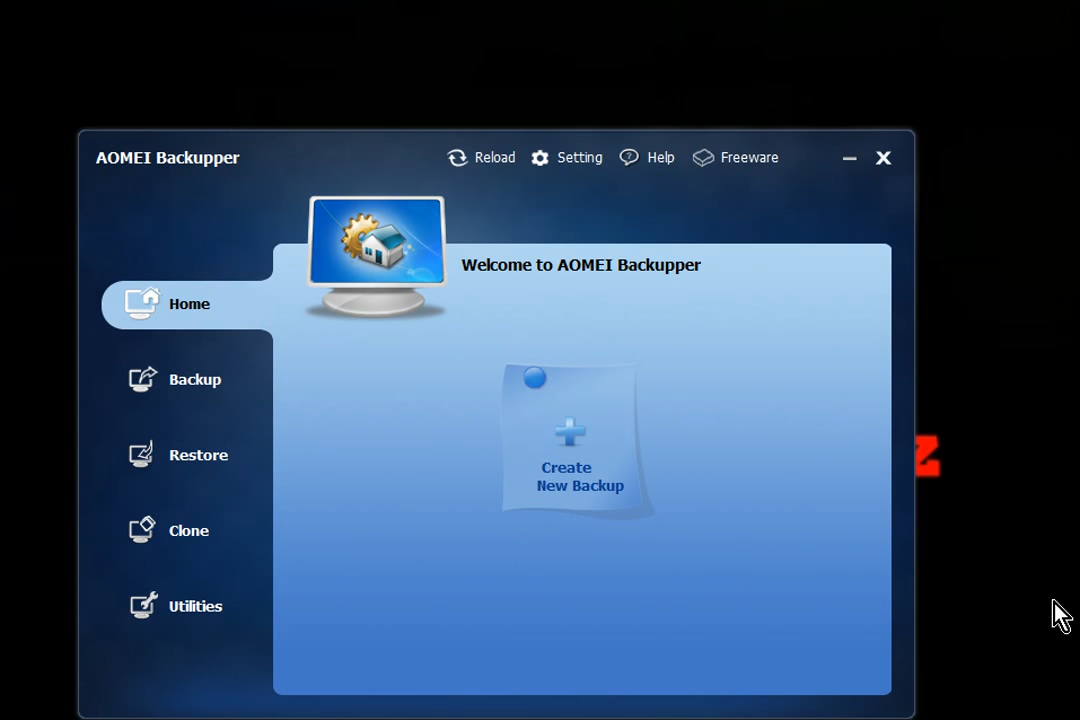 AOMEI Backupper
Reload Setting Help Freeware
Welcome to AOMEI Backupper
Home
Backup
Restore
Clone
Utilities
Create
New Backup
z